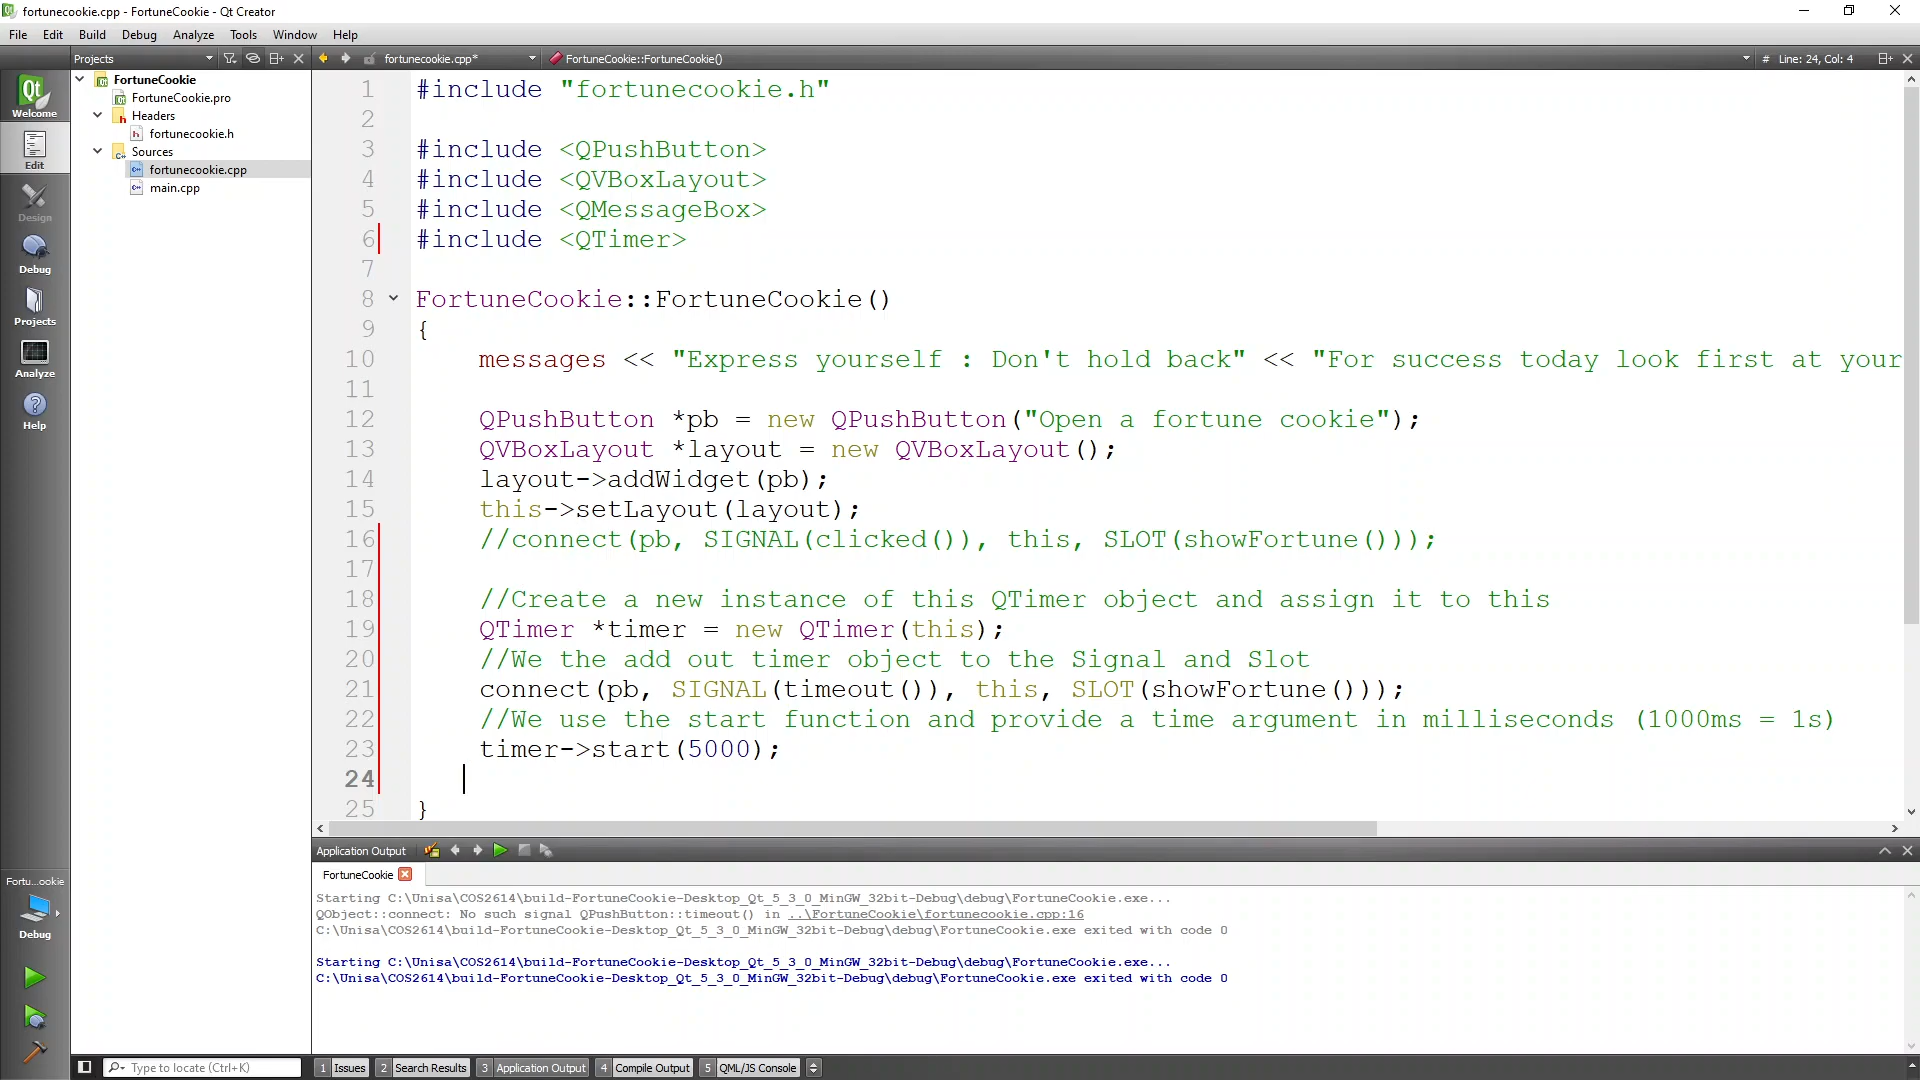 fortunecookie.cpp - FortuneCookie - Qt Creator
File Edit Build Debug Analyze Tools Window Help
Projects
fortunecookie.cpp*
FortuneCookie::FortuneCookie()
# Line: 24, Col: 4
Qt
Welcome
Edit
Design
Debug
Projects
Analyze
Help
FortuneCookie
FortuneCookie.pro
Headers
fortunecookie.h
Sources
fortunecookie.cpp
main.cpp
1 #include "fortunecookie.h"
2
3 #include <QPushButton>
4 #include <QVBoxLayout>
5 #include <QMessageBox>
6 #include <QTimer>
7
8 FortuneCookie::FortuneCookie()
9 {
10 messages << "Express yourself : Don't hold back" << "For success today look first at your
11
12 QPushButton *pb = new QPushButton("Open a fortune cookie");
13 QVBoxLayout *layout = new QVBoxLayout();
14 layout->addWidget(pb);
15 this->setLayout(layout);
16 //connect(pb, SIGNAL(clicked()), this, SLOT(showFortune()));
17
18 //Create a new instance of this QTimer object and assign it to this
19 QTimer *timer = new QTimer(this);
20 //We the add out timer object to the Signal and Slot
21 connect(pb, SIGNAL(timeout()), this, SLOT(showFortune()));
22 //We use the start function and provide a time argument in milliseconds (1000ms = 1s)
23 timer->start(5000);
24
25 }
Application Output
FortuneCookie
Starting C:\Unisa\COS2614\build-FortuneCookie-Desktop_Qt_5_3_0_MinGW_32bit-Debug\debug\FortuneCookie.exe...
QObject::connect: No such signal QPushButton::timeout() in ..\FortuneCookie\fortunecookie.cpp:16
C:\Unisa\COS2614\build-FortuneCookie-Desktop_Qt_5_3_0_MinGW_32bit-Debug\debug\FortuneCookie.exe exited with code 0
Starting C:\Unisa\COS2614\build-FortuneCookie-Desktop_Qt_5_3_0_MinGW_32bit-Debug\debug\FortuneCookie.exe...
C:\Unisa\COS2614\build-FortuneCookie-Desktop_Qt_5_3_0_MinGW_32bit-Debug\debug\FortuneCookie.exe exited with code 0
Fortu...ookie
Debug
Type to locate (Ctrl+K)
1 Issues 2 Search Results 3 Application Output 4 Compile Output 5 QML/JS Console